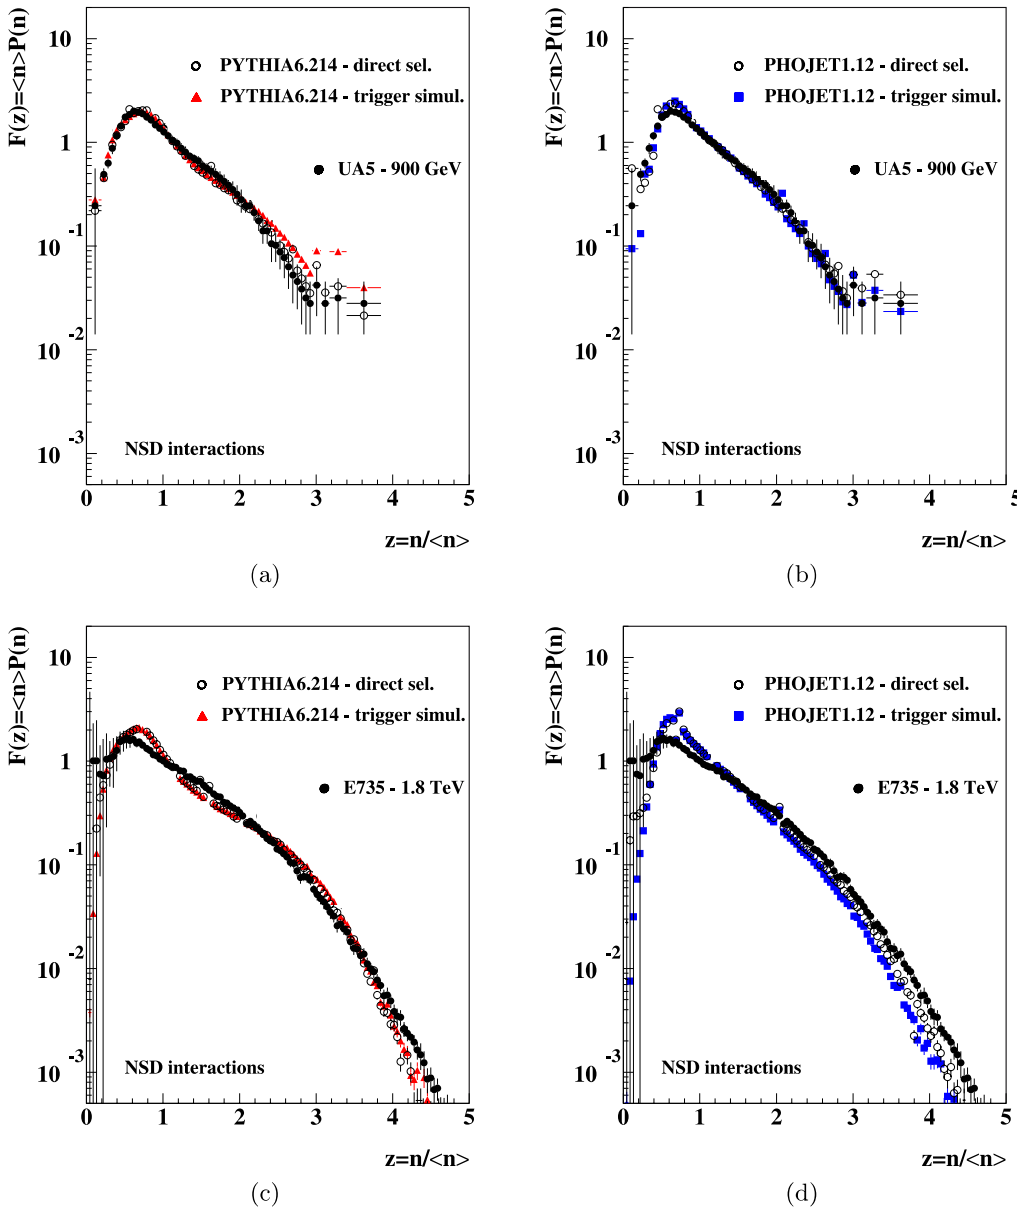 F(z)=<n>P(n)
10
1
10 -1
10 -2
10 -3
PYTHIA6.214 - direct sel.
PYTHIA6.214 - trigger simul.
UA5 - 900 GeV
NSD interactions
0 1 2 3 4 5
z=n/<n>
(a)
F(z)=<n>P(n)
10
1
10 -1
10 -2
10 -3
PHOJET1.12 - direct sel.
PHOJET1.12 - trigger simul.
UA5 - 900 GeV
NSD interactions
0 1 2 3 4 5
z=n/<n>
(b)
F(z)=<n>P(n)
10
1
10 -1
10 -2
10 -3
PYTHIA6.214 - direct sel.
PYTHIA6.214 - trigger simul.
E735 - 1.8 TeV
NSD interactions
0 1 2 3 4 5
z=n/<n>
(c)
F(z)=<n>P(n)
10
1
10 -1
10 -2
10 -3
PHOJET1.12 - direct sel.
PHOJET1.12 - trigger simul.
E735 - 1.8 TeV
NSD interactions
0 1 2 3 4 5
z=n/<n>
(d)